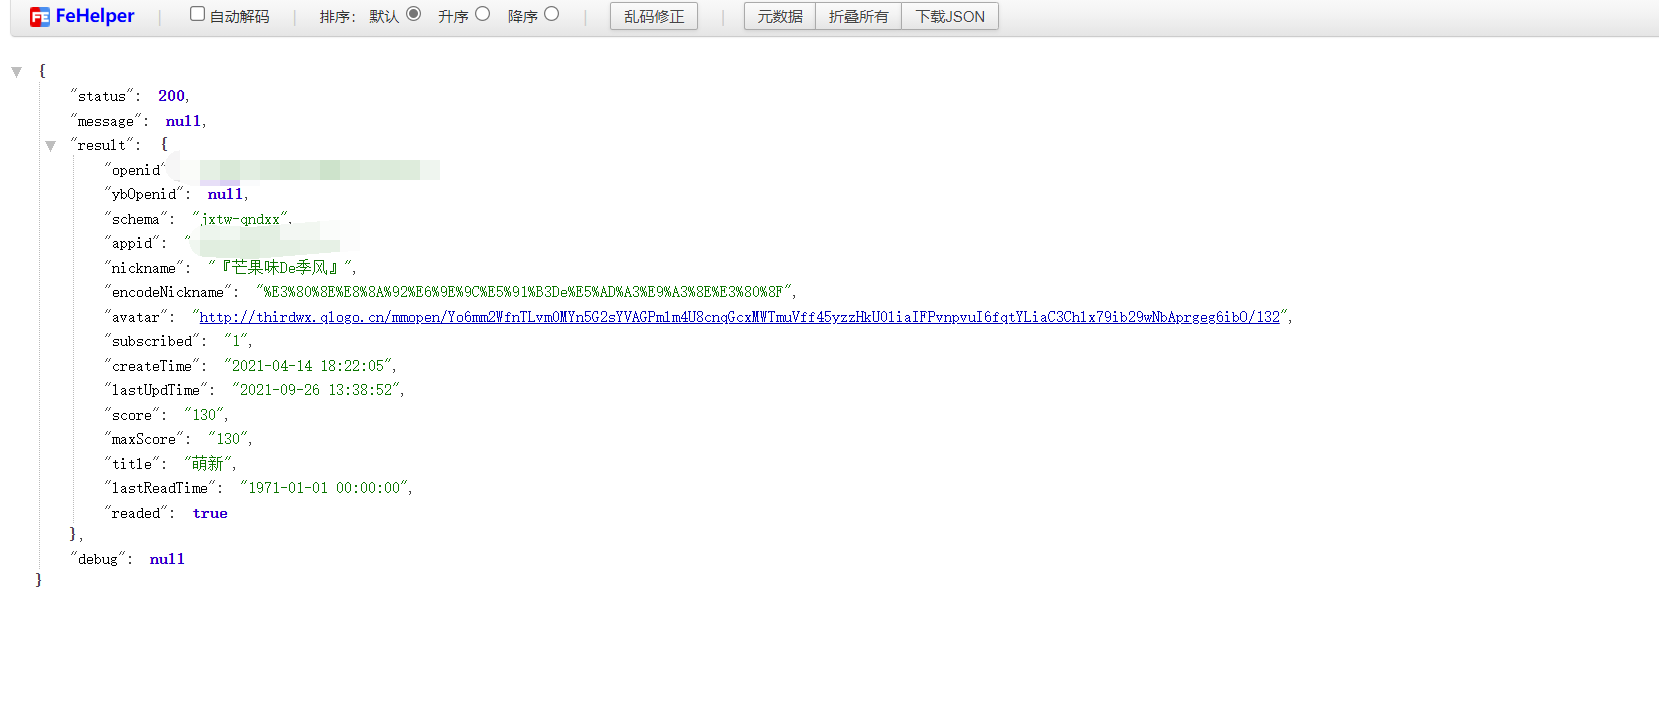 FeHelper | 自动解码 | 排序: 默认 升序 降序 | 乱码修正 | 元数据 折叠所有 下载JSON
{
"status": 200,
"message": null,
"result": {
"openid"
"ybOpenid": null,
"schema": "jxtw-qndxx",
"appid": "
"nickname": "『芒果味De季风』",
"encodeNickname": "%E3%80%8E%E8%8A%92%E6%9E%9C%E5%91%B3De%E5%AD%A3%E9%A3%8E%E3%80%8F",
"avatar": "http://thirdwx.qlogo.cn/mmopen/Yo6mm2WfnTLvm0MYn5G2sYVAGPm1m4U8cnqGcxMWTmuVff45yzzHkU0liaIFPvnpvuI6fqtYLiaC3Ch1x79ib29wNbAprgeg6ibO/132",
"subscribed": "1",
"createTime": "2021-04-14 18:22:05",
"lastUpdTime": "2021-09-26 13:38:52",
"score": "130",
"maxScore": "130",
"title": "萌新",
"lastReadTime": "1971-01-01 00:00:00",
"readed": true
},
"debug": null
}